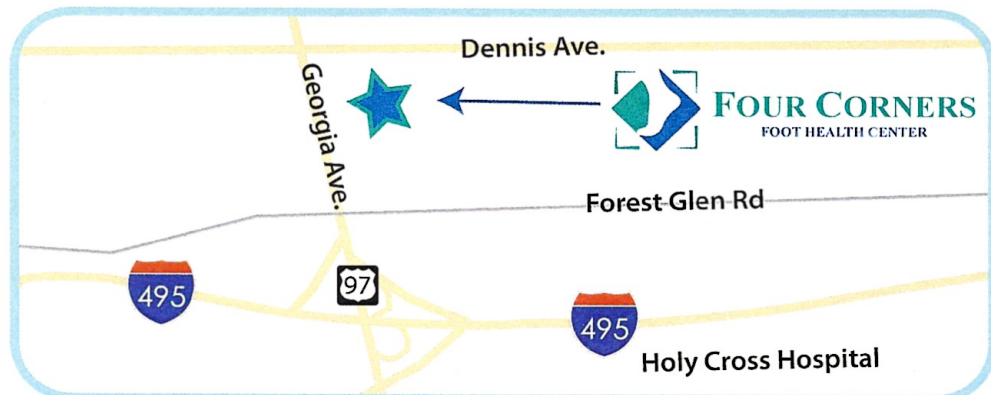 Dennis Ave.
Georgia Ave.
FOUR CORNERS
FOOT HEALTH CENTER
Forest Glen Rd
97
495
495
Holy Cross Hospital